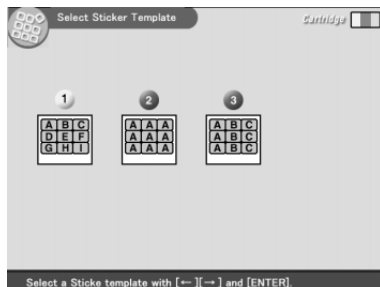 Select Sticker Template
Cartridge
1 2 3
A B C A A A A B C
D E F A A A A B C
G H I A A A A B C
Select a Sticke template with [←][→] and [ENTER].